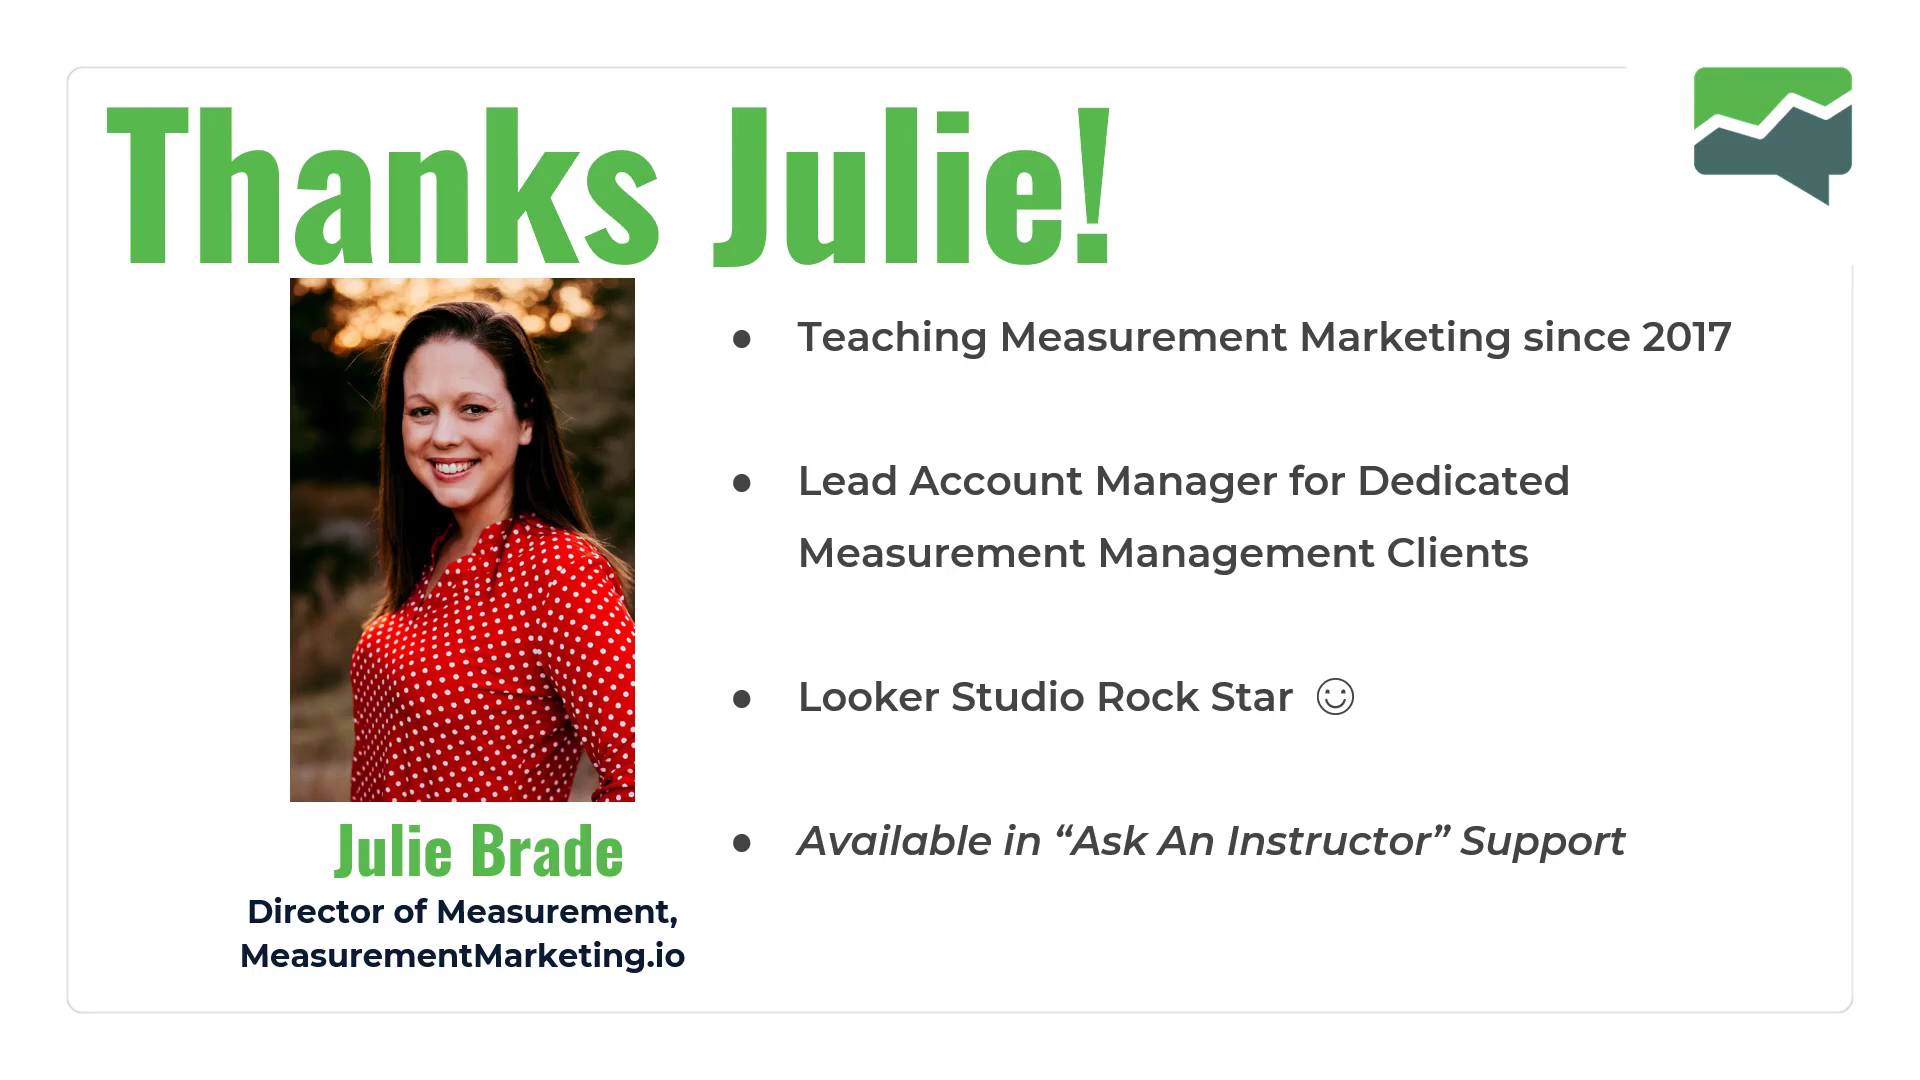 Thanks Julie!
● Teaching Measurement Marketing since 2017
● Lead Account Manager for Dedicated
Measurement Management Clients
● Looker Studio Rock Star ☺
● Available in “Ask An Instructor” Support
Julie Brade
Director of Measurement,
MeasurementMarketing.io